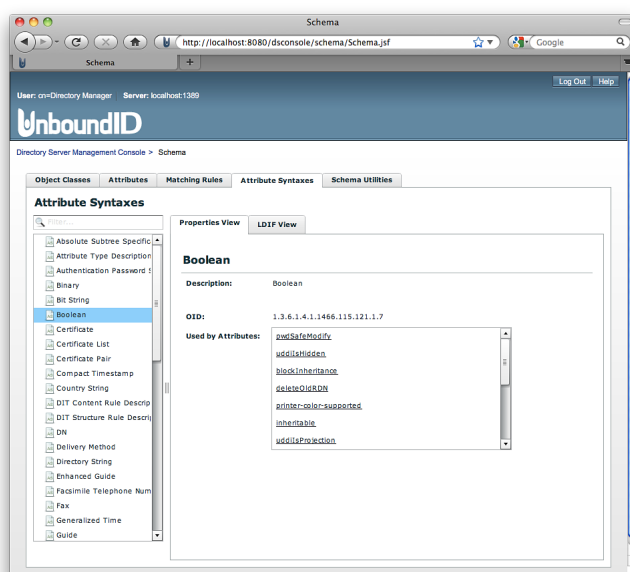 Schema
http://localhost:8080/dsconsole/schema/Schema.jsf
Google
Schema
Log Out Help
User: cn=Directory Manager Server: localhost:1389
UnboundID
Directory Server Management Console > Schema
Object Classes Attributes Matching Rules Attribute Syntaxes Schema Utilities
Attribute Syntaxes
Filter...
Properties View LDIF View
Absolute Subtree Specific
Attribute Type Description
Authentication Password S
Binary
Bit String
Boolean
Certificate
Certificate List
Certificate Pair
Compact Timestamp
Country String
DIT Content Rule Descrip
DIT Structure Rule Descrip
DN
Delivery Method
Directory String
Enhanced Guide
Facsimile Telephone Num
Fax
Generalized Time
Guide
Boolean
Description: Boolean
OID: 1.3.6.1.4.1.1466.115.121.1.7
Used by Attributes:
pwdSafeModify
uddiIsHidden
blockInheritance
deleteOldRDN
printer-color-supported
inheritable
uddiIsProjection